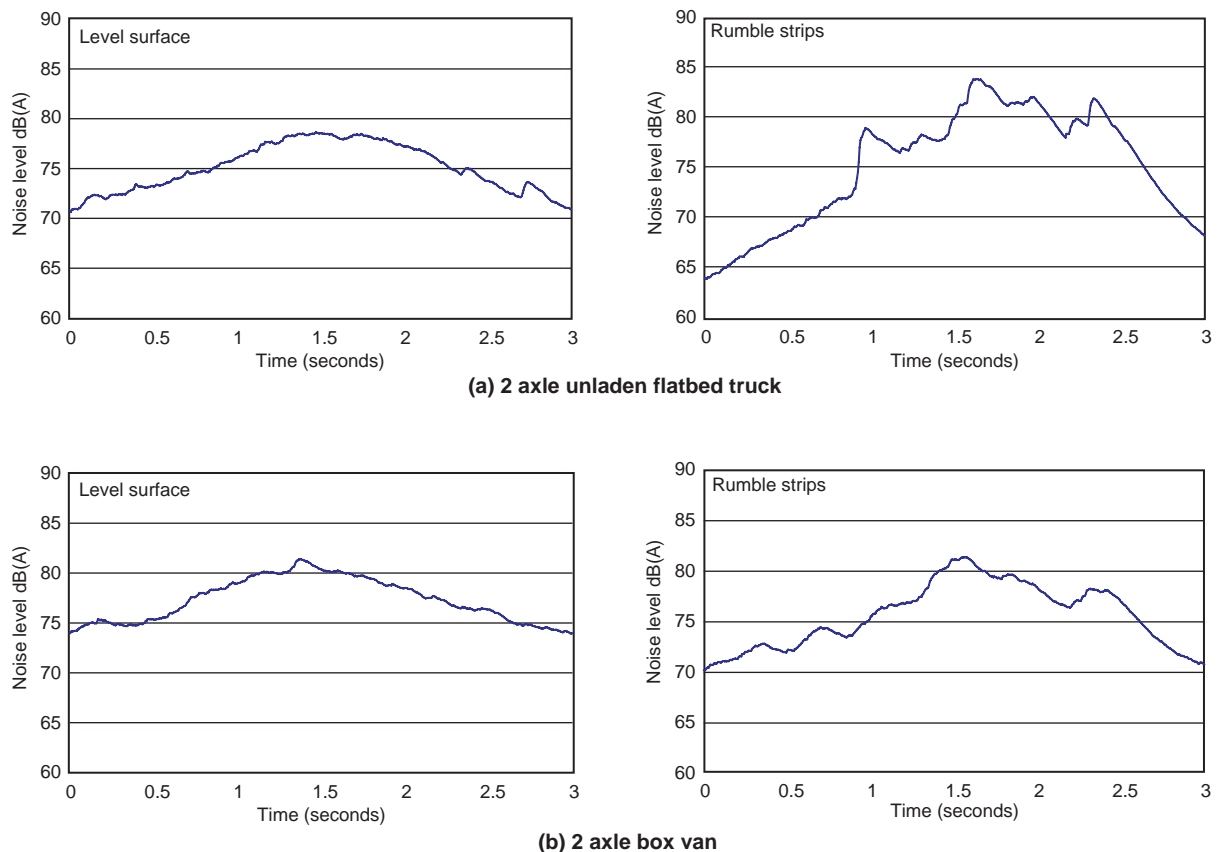 Level surface
90
85
80
75
70
65
60
Noise level dB(A)
0 0.5 1 1.5 2 2.5 3
Time (seconds)
Rumble strips
90
85
80
75
70
65
60
Noise level dB(A)
0 0.5 1 1.5 2 2.5 3
Time (seconds)
(a) 2 axle unladen flatbed truck
Level surface
90
85
80
75
70
65
60
Noise level dB(A)
0 0.5 1 1.5 2 2.5 3
Time (seconds)
Rumble strips
90
85
80
75
70
65
60
Noise level dB(A)
0 0.5 1 1.5 2 2.5 3
Time (seconds)
(b) 2 axle box van